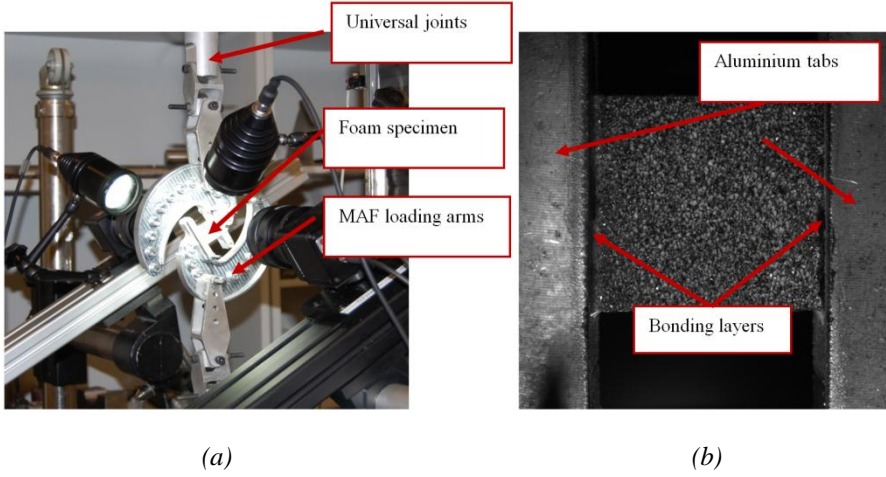 Universal joints
Foam specimen
MAF loading arms
Aluminium tabs
Bonding layers
(a)
(b)